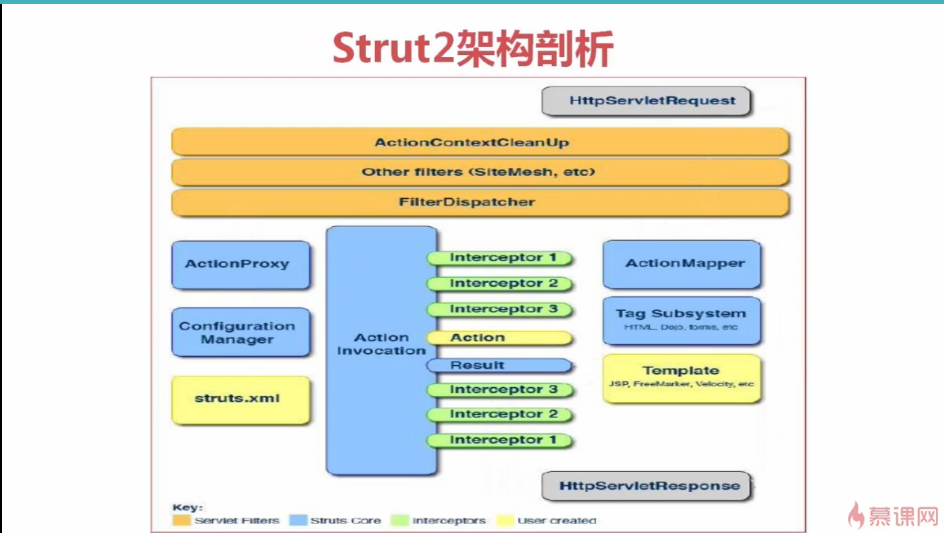 Strut2架构剖析
HttpServletRequest
ActionContextCleanUp
Other filters (SiteMesh, etc)
FilterDispatcher
ActionProxy
Configuration
Manager
struts.xml
Action
Invocation
Interceptor 1
Interceptor 2
Interceptor 3
Action
Result
Interceptor 3
Interceptor 2
Interceptor 1
ActionMapper
Tag Subsystem
HTML, Dojo, forms, etc
Template
JSP, FreeMarker, Velocity, etc
HttpServletResponse
Key:
Servlet Filters
Struts Core
Interceptors
User created
慕课网